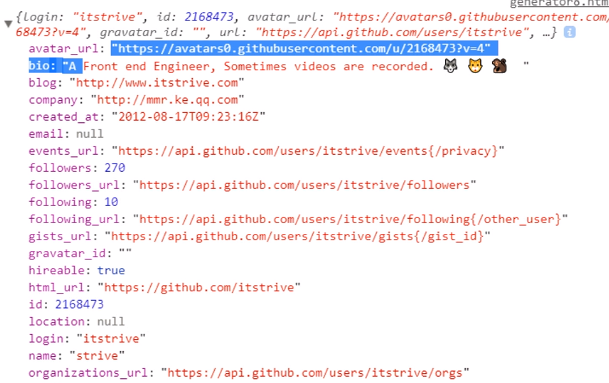 generator6.htm
{login: "itstrive", id: 2168473, avatar_url: "https://avatars0.githubusercontent.com/
68473?v=4", gravatar_id: "", url: "https://api.github.com/users/itstrive", …}
avatar_url: "https://avatars0.githubusercontent.com/u/2168473?v=4"
bio: "A Front end Engineer, Sometimes videos are recorded. 🐺 🐱 🐿 "
blog: "http://www.itstrive.com"
company: "http://mmr.ke.qq.com"
created_at: "2012-08-17T09:23:16Z"
email: null
events_url: "https://api.github.com/users/itstrive/events{/privacy}"
followers: 270
followers_url: "https://api.github.com/users/itstrive/followers"
following: 10
following_url: "https://api.github.com/users/itstrive/following{/other_user}"
gists_url: "https://api.github.com/users/itstrive/gists{/gist_id}"
gravatar_id: ""
hireable: true
html_url: "https://github.com/itstrive"
id: 2168473
location: null
login: "itstrive"
name: "strive"
organizations_url: "https://api.github.com/users/itstrive/orgs"